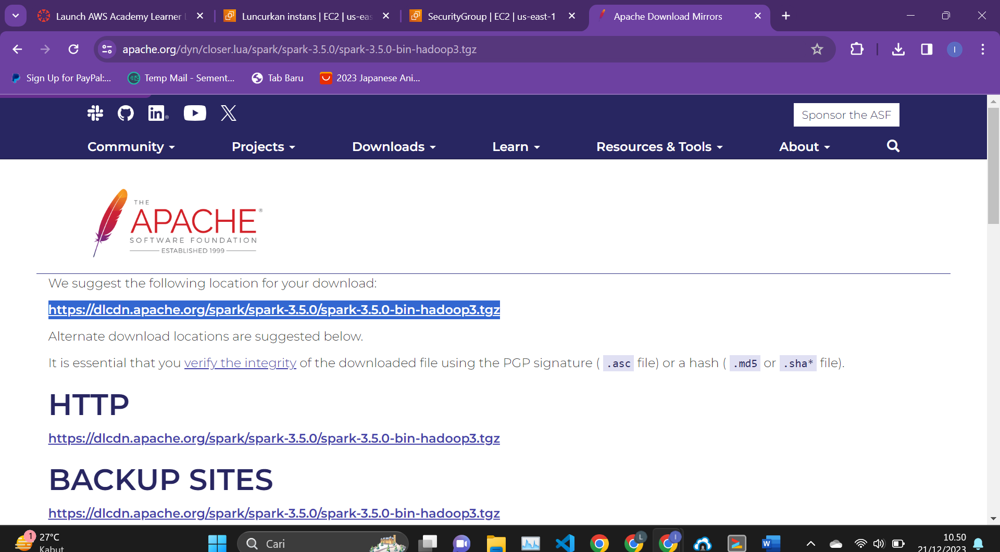 Launch AWS Academy Learner L
Luncurkan instans | EC2 | us-eas
SecurityGroup | EC2 | us-east-1
Apache Download Mirrors
apache.org/dyn/closer.lua/spark/spark-3.5.0/spark-3.5.0-bin-hadoop3.tgz
I
Sign Up for PayPal:...
Temp Mail - Sement...
Tab Baru
2023 Japanese Ani...
in
Sponsor the ASF
Community
Projects
Downloads
Learn
Resources & Tools
About
THE
APACHE®
SOFTWARE FOUNDATION
ESTABLISHED 1999
We suggest the following location for your download:
https://dlcdn.apache.org/spark/spark-3.5.0/spark-3.5.0-bin-hadoop3.tgz
Alternate download locations are suggested below.
It is essential that you verify the integrity of the downloaded file using the PGP signature ( .asc file) or a hash ( .md5 or .sha* file).
HTTP
https://dlcdn.apache.org/spark/spark-3.5.0/spark-3.5.0-bin-hadoop3.tgz
BACKUP SITES
https://dlcdn.apache.org/spark/spark-3.5.0/spark-3.5.0-bin-hadoop3.tgz
1
27°C
Kabut
Cari
L
I
W
10.50
21/12/2023